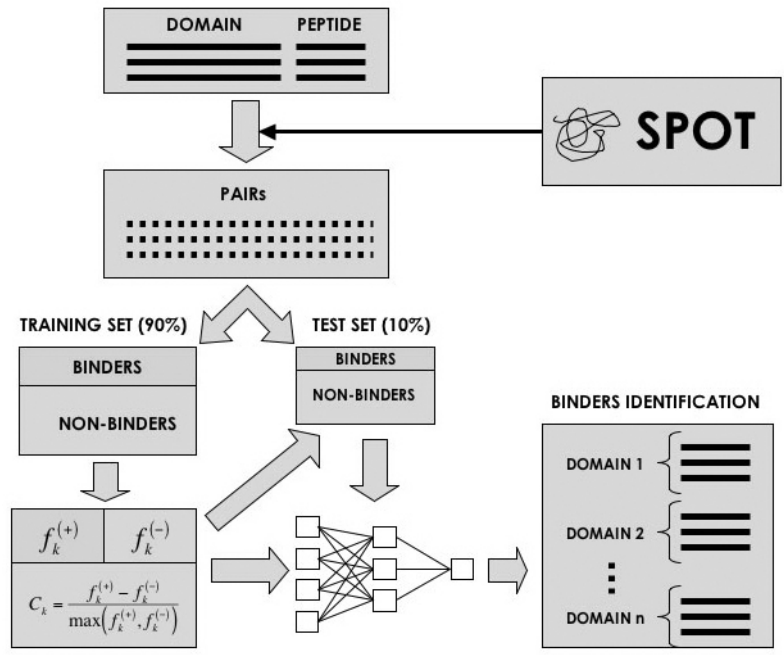 DOMAIN PEPTIDE
SPOT
PAIRs
TRAINING SET (90%) TEST SET (10%)
BINDERS
NON-BINDERS
BINDERS
NON-BINDERS
f_k^{(+)} f_k^{(-)}
C_k = \frac{f_k^{(+)} - f_k^{(-)}}{\max(f_k^{(+)}, f_k^{(-)})}
BINDERS IDENTIFICATION
DOMAIN 1
DOMAIN 2
DOMAIN n